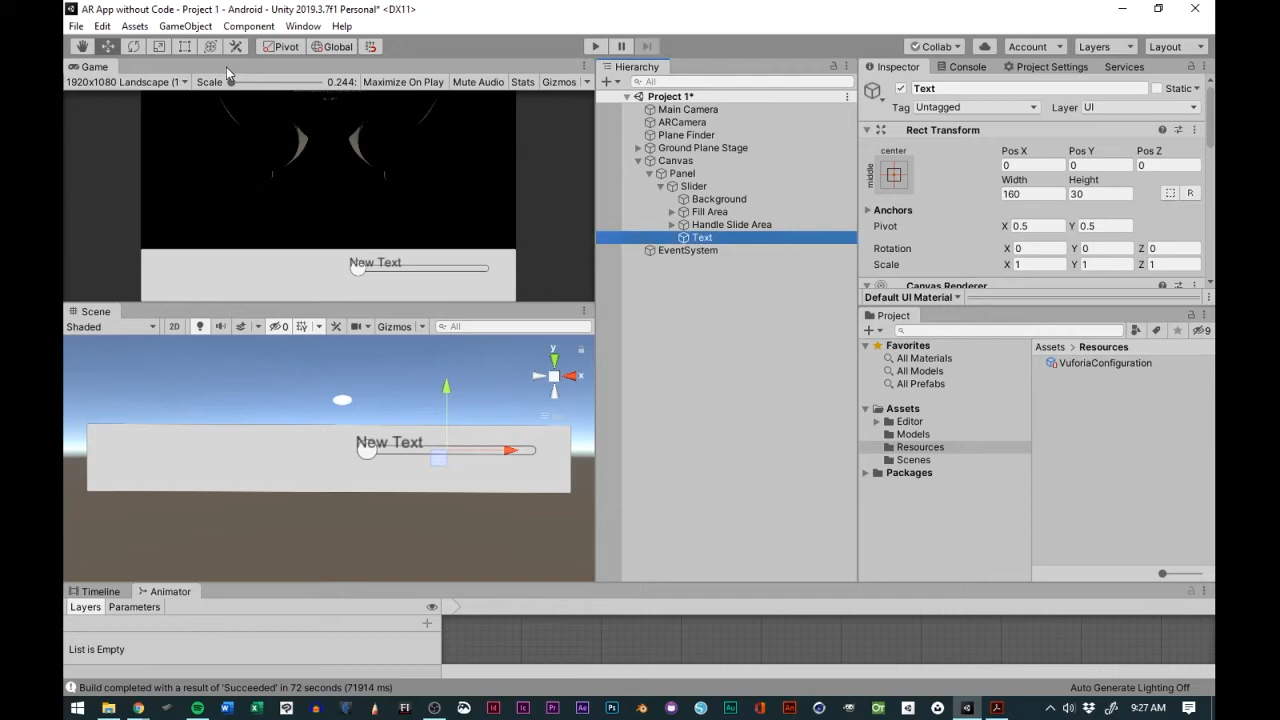 AR App without Code - Project 1 - Android - Unity 2019.3.7f1 Personal* <DX11>
File Edit Assets GameObject Component Window Help
Pivot Global Collab Account Layers Layout
Game
1920x1080 Landscape (1 Scale 0.244: Maximize On Play Mute Audio Stats Gizmos
New Text
Scene
Shaded 2D 0 Gizmos All
y
x
New Text
Timeline Animator
Layers Parameters
List is Empty
Hierarchy
All
Project 1*
Main Camera
ARCamera
Plane Finder
Ground Plane Stage
Canvas
Panel
Slider
Background
Fill Area
Handle Slide Area
Text
EventSystem
Inspector Console Project Settings Services
Text Static
Tag Untagged Layer UI
Rect Transform
center Pos X Pos Y Pos Z
middle 0 0 0
Width Height
160 30 R
Anchors
Pivot X 0.5 Y 0.5
Rotation X 0 Y 0 Z 0
Scale X 1 Y 1 Z 1
Canvas Renderer
Default UI Material
Project
9
Favorites
All Materials
All Models
All Prefabs
Assets
Editor
Models
Resources
Scenes
Packages
Assets > Resources
VuforiaConfiguration
Build completed with a result of 'Succeeded' in 72 seconds (71914 ms) Auto Generate Lighting Off
9:27 AM